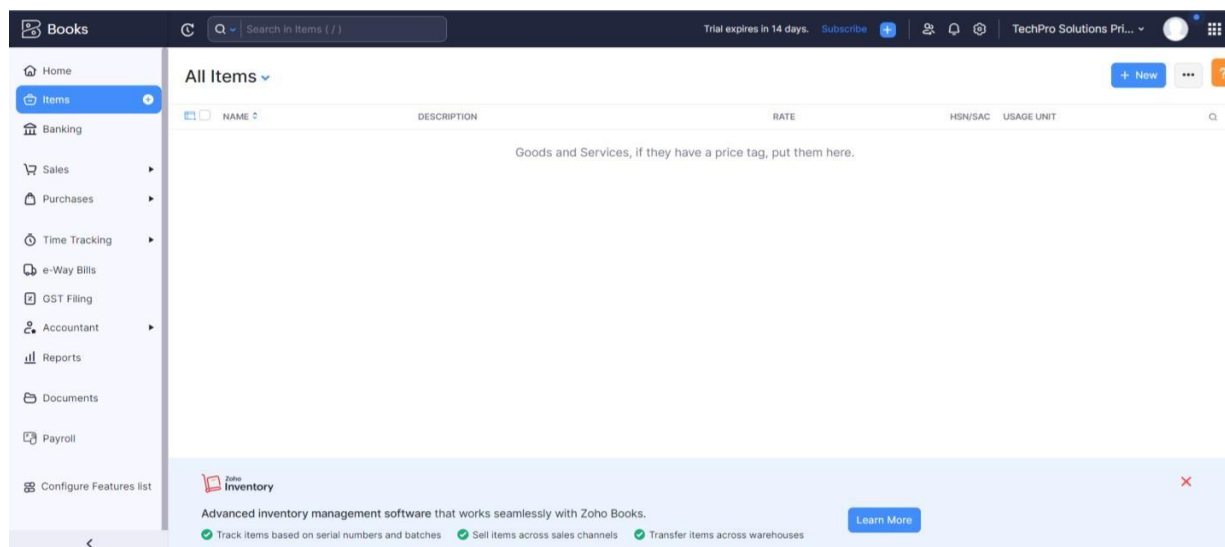 Books
Search in Items ( / )
Trial expires in 14 days. Subscribe
TechPro Solutions Pri...
Home
Items
Banking
Sales
Purchases
Time Tracking
e-Way Bills
GST Filing
Accountant
Reports
Documents
Payroll
Configure Features list
All Items
+ New
NAME DESCRIPTION RATE HSN/SAC USAGE UNIT
Goods and Services, if they have a price tag, put them here.
Zoho
Inventory
Advanced inventory management software that works seamlessly with Zoho Books.
Track items based on serial numbers and batches Sell items across sales channels Transfer items across warehouses
Learn More